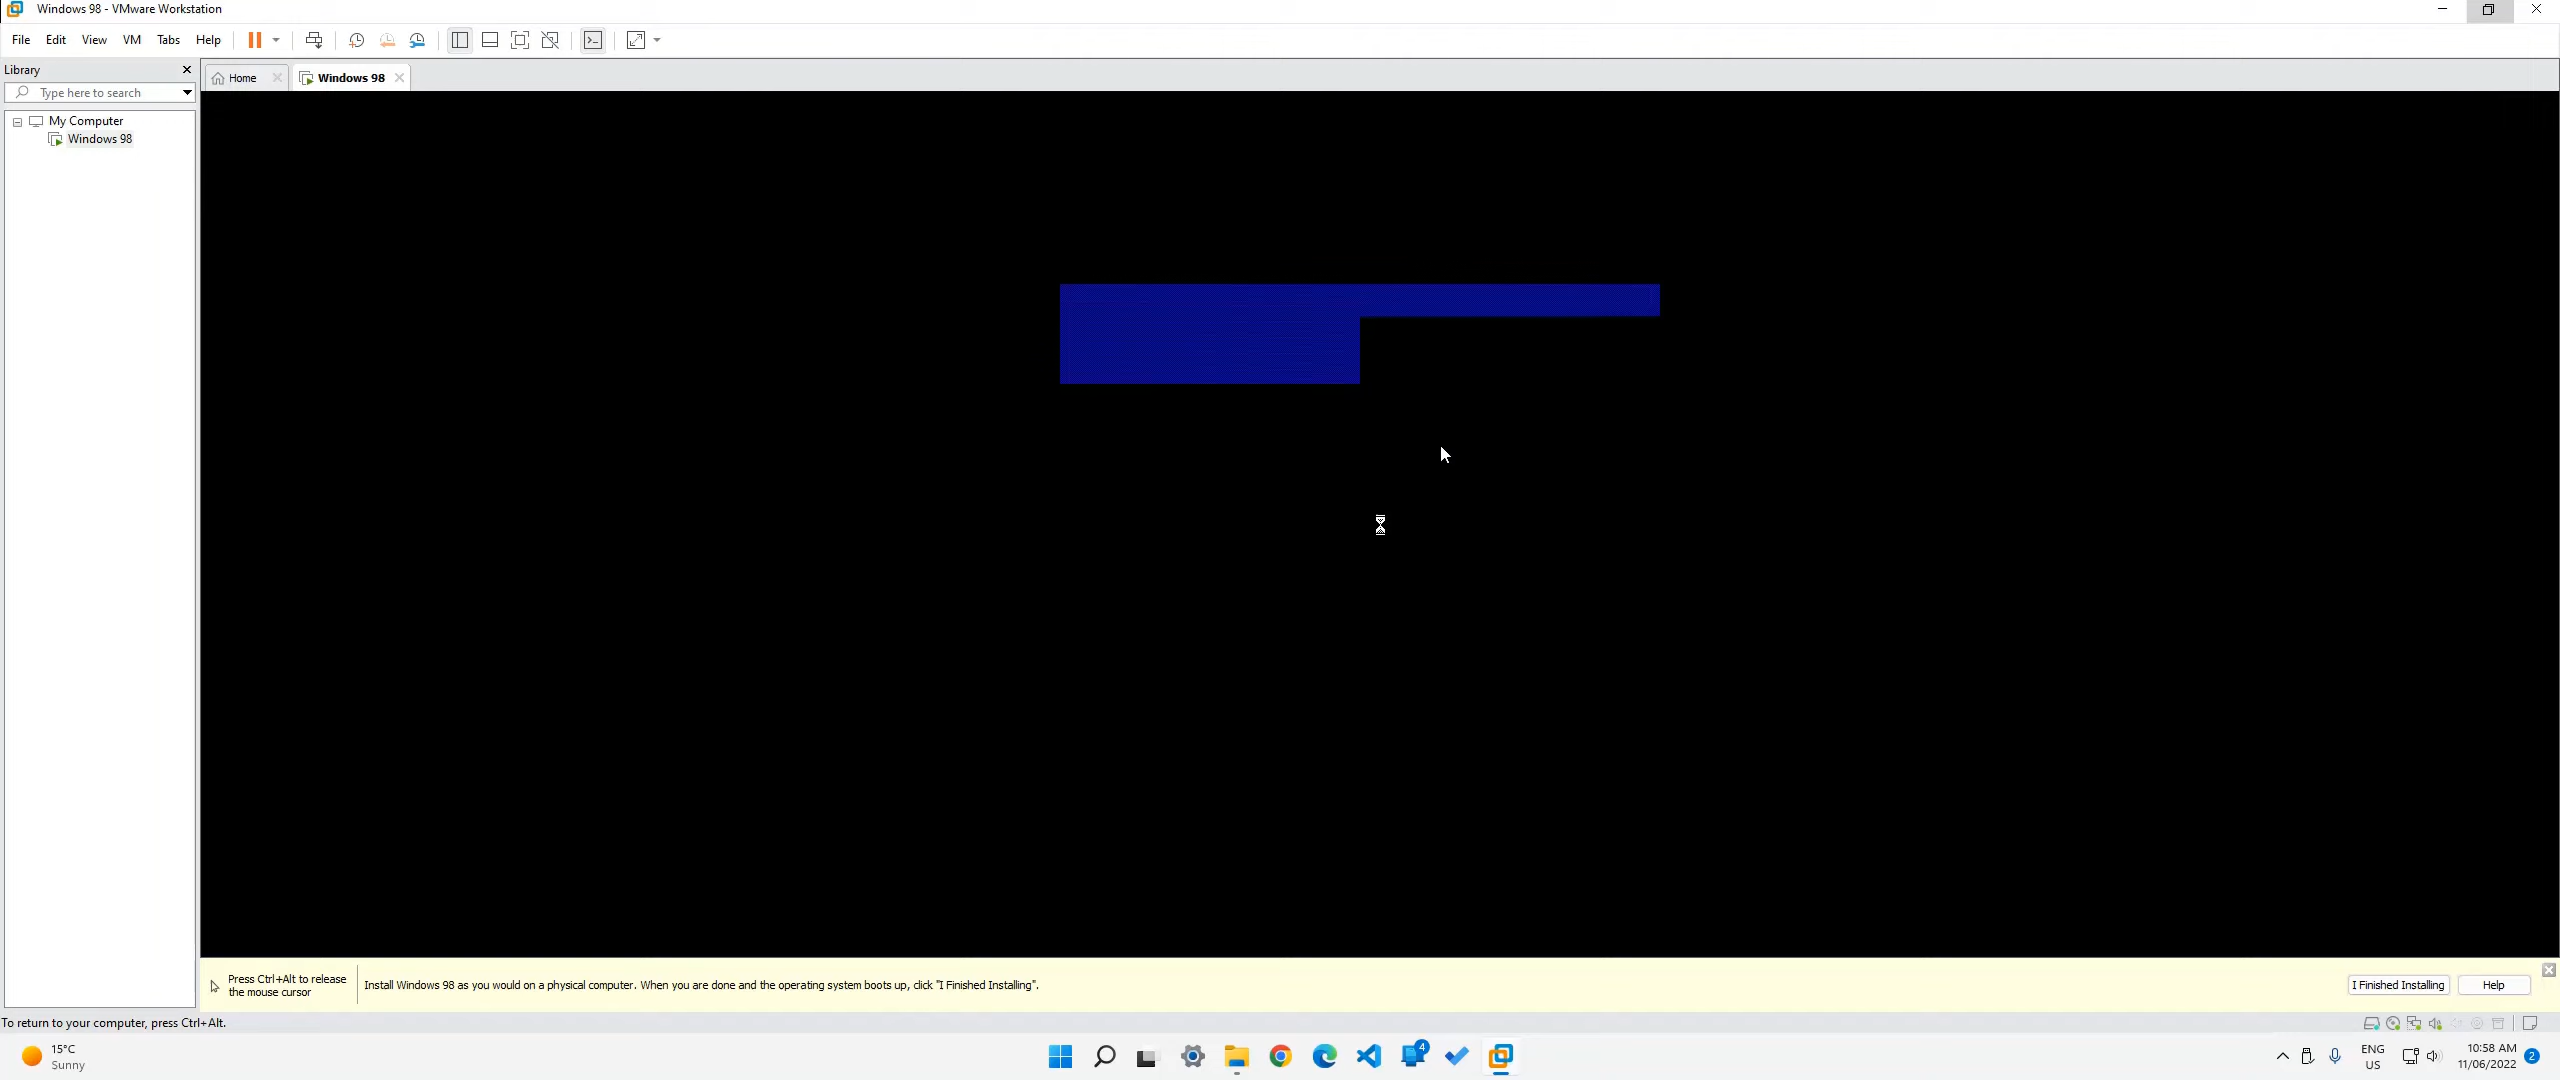 Windows 98 - VMware Workstation
File Edit View VM Tabs Help
Library
Type here to search
Home
Windows 98
My Computer
Windows 98
Press Ctrl+Alt to release
the mouse cursor
Install Windows 98 as you would on a physical computer. When you are done and the operating system boots up, click "I Finished Installing".
I Finished Installing
Help
To return to your computer, press Ctrl+Alt.
15°C
Sunny
4
ENG
US
10:58 AM
11/06/2022
2